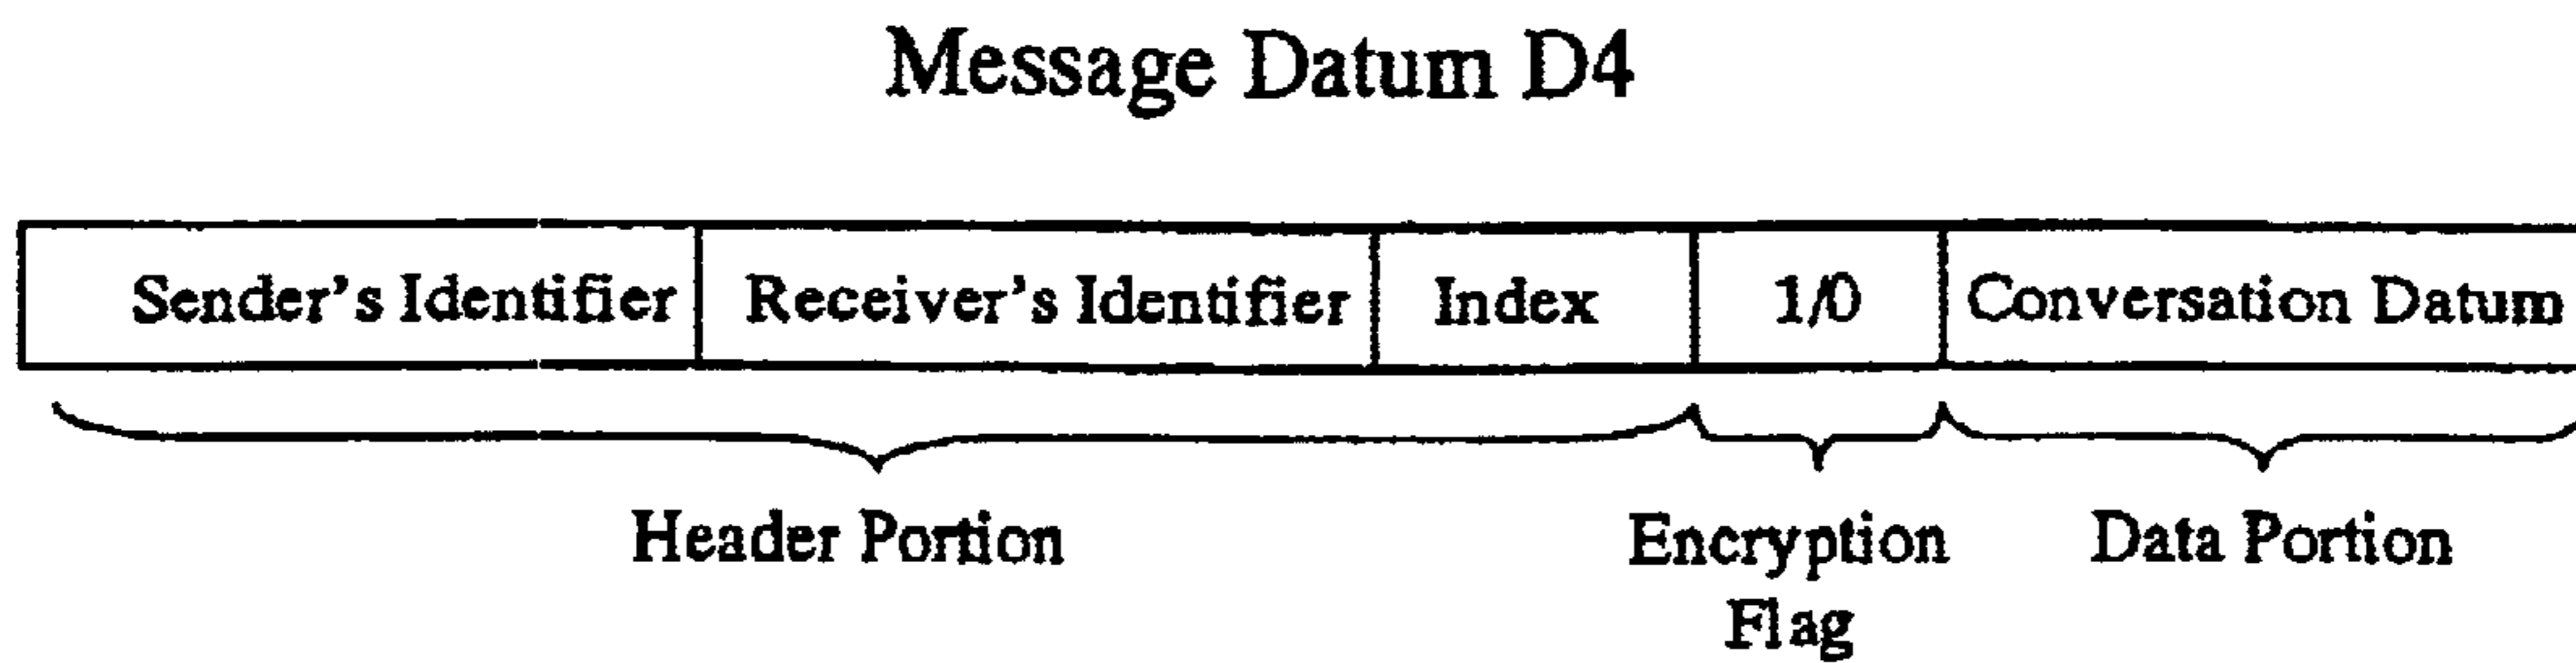 Message Datum D4
Sender's Identifier Receiver's Identifier Index 1/0 Conversation Datum
Header Portion Encryption Data Portion
Flag